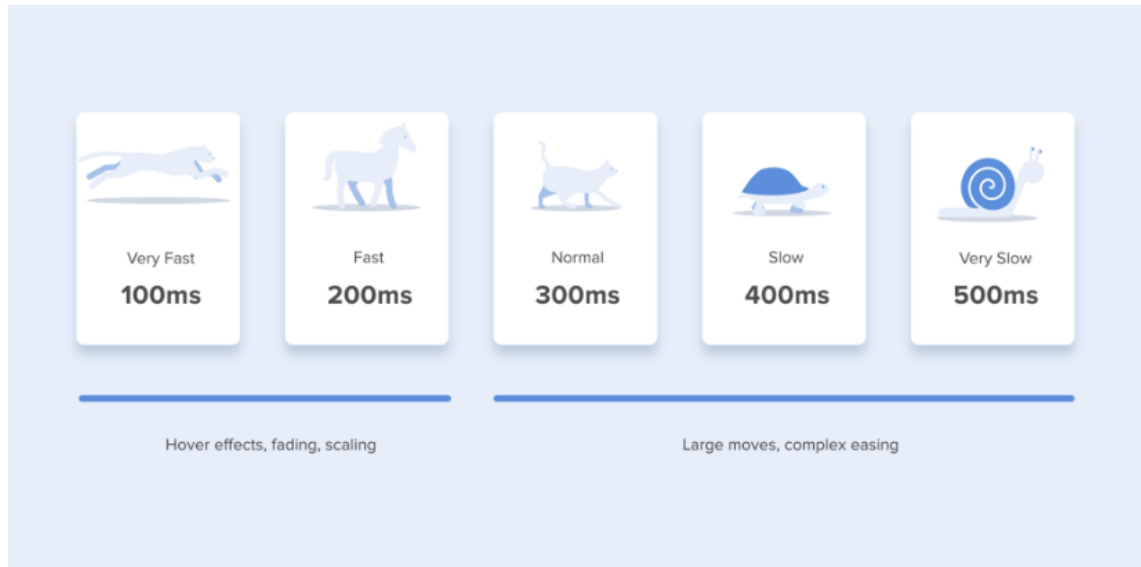 Very Fast
100ms
Fast
200ms
Normal
300ms
Slow
400ms
Very Slow
500ms
Hover effects, fading, scaling
Large moves, complex easing